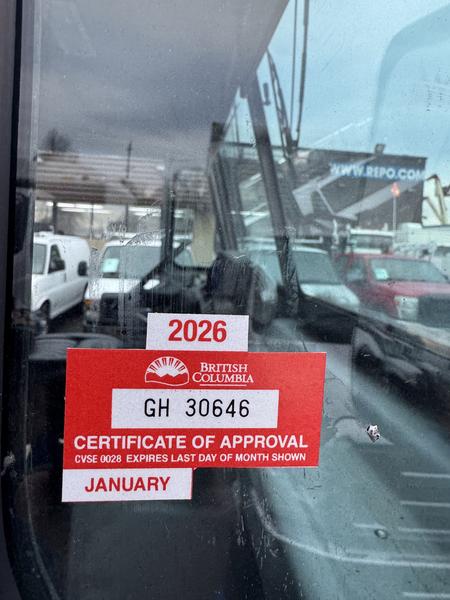 WWW.REPO.COM
2026
BRITISH
COLUMBIA
GH 30646
CERTIFICATE OF APPROVAL
CVSE 0028 EXPIRES LAST DAY OF MONTH SHOWN
JANUARY